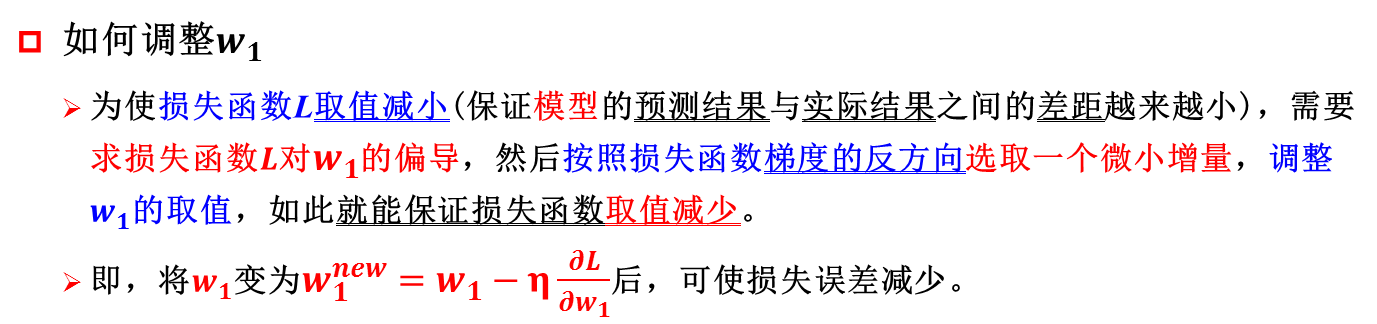 如何调整w₁
为使损失函数L取值减小(保证模型的预测结果与实际结果之间的差距越来越小)，需要
求损失函数L对w₁的偏导，然后按照损失函数梯度的反方向选取一个微小增量，调整
w₁的取值，如此就能保证损失函数取值减少。
即，将w₁变为w₁ⁿᵉʷ = w₁ − η ∂L/∂w₁后，可使损失误差减少。